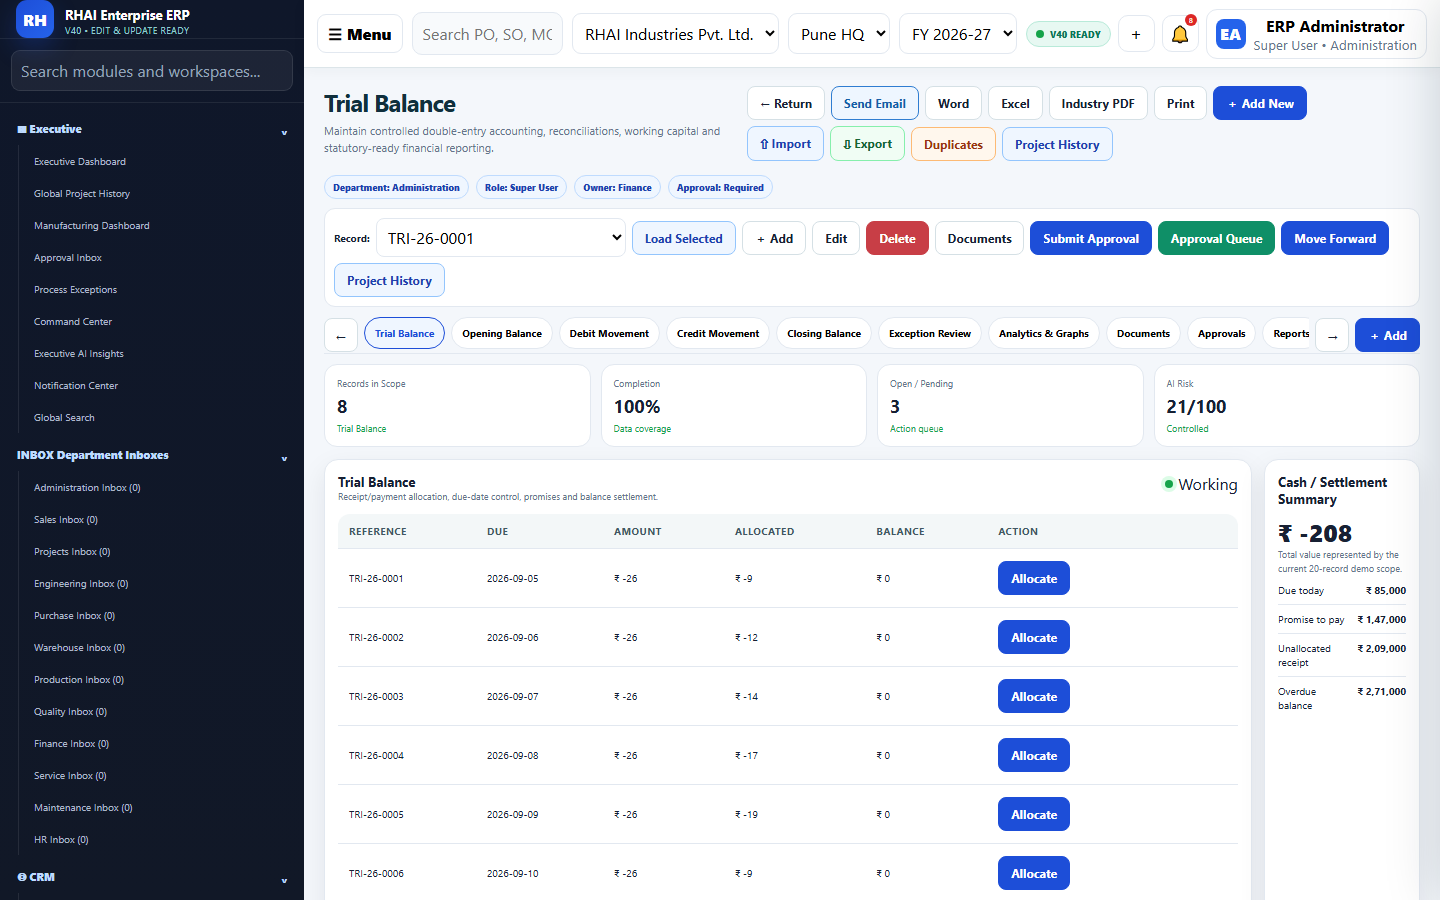 RH
RHAI Enterprise ERP
V40 • EDIT & UPDATE READY
Search modules and workspaces...
Executive
Executive Dashboard
Global Project History
Manufacturing Dashboard
Approval Inbox
Process Exceptions
Command Center
Executive AI Insights
Notification Center
Global Search
INBOX Department Inboxes
Administration Inbox (0)
Sales Inbox (0)
Projects Inbox (0)
Engineering Inbox (0)
Purchase Inbox (0)
Warehouse Inbox (0)
Production Inbox (0)
Quality Inbox (0)
Finance Inbox (0)
Service Inbox (0)
Maintenance Inbox (0)
HR Inbox (0)
CRM
☰ Menu
Search PO, SO, MO
RHAI Industries Pvt. Ltd.
Pune HQ
FY 2026-27
V40 READY
+
8
EA
ERP Administrator
Super User • Administration
Trial Balance
Maintain controlled double-entry accounting, reconciliations, working capital and
statutory-ready financial reporting.
← Return
Send Email
Word
Excel
Industry PDF
Print
+ Add New
⇧ Import
⇩ Export
Duplicates
Project History
Department: Administration
Role: Super User
Owner: Finance
Approval: Required
Record:
TRI-26-0001
Load Selected
+ Add
Edit
Delete
Documents
Submit Approval
Approval Queue
Move Forward
Project History
←
Trial Balance
Opening Balance
Debit Movement
Credit Movement
Closing Balance
Exception Review
Analytics & Graphs
Documents
Approvals
Reports
→
+ Add
Records in Scope
8
Trial Balance
Completion
100%
Data coverage
Open / Pending
3
Action queue
AI Risk
21/100
Controlled
Trial Balance
Receipt/payment allocation, due-date control, promises and balance settlement.
Working
REFERENCE DUE AMOUNT ALLOCATED BALANCE ACTION
TRI-26-0001 2026-09-05 ₹ -26 ₹ -9 ₹ 0 Allocate
TRI-26-0002 2026-09-06 ₹ -26 ₹ -12 ₹ 0 Allocate
TRI-26-0003 2026-09-07 ₹ -26 ₹ -14 ₹ 0 Allocate
TRI-26-0004 2026-09-08 ₹ -26 ₹ -17 ₹ 0 Allocate
TRI-26-0005 2026-09-09 ₹ -26 ₹ -19 ₹ 0 Allocate
TRI-26-0006 2026-09-10 ₹ -26 ₹ -9 ₹ 0 Allocate
Cash / Settlement
Summary
₹ -208
Total value represented by the
current 20-record demo scope.
Due today ₹ 85,000
Promise to pay ₹ 1,47,000
Unallocated
receipt ₹ 2,09,000
Overdue
balance ₹ 2,71,000